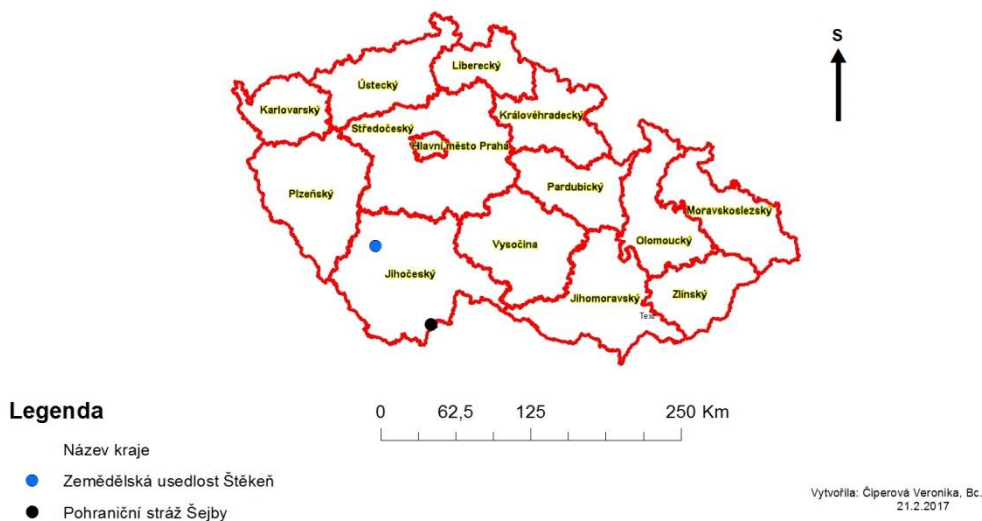 S
Liberecký
Ústecký
Karlovarský
Královéhradecký
Středočeský
Hlavní město Praha
Plzeňský
Pardubický
Moravskoslezský
Vysočina
Olomoucký
Jihočeský
Jihomoravský
Zlínský
Text
Legenda
0 62,5 125 250 Km
Název kraje
Zemědělská usedlost Štěkeň
Pohraniční stráž Šejby
Vytvořila: Čiperová Veronika, Bc.
21.2.2017